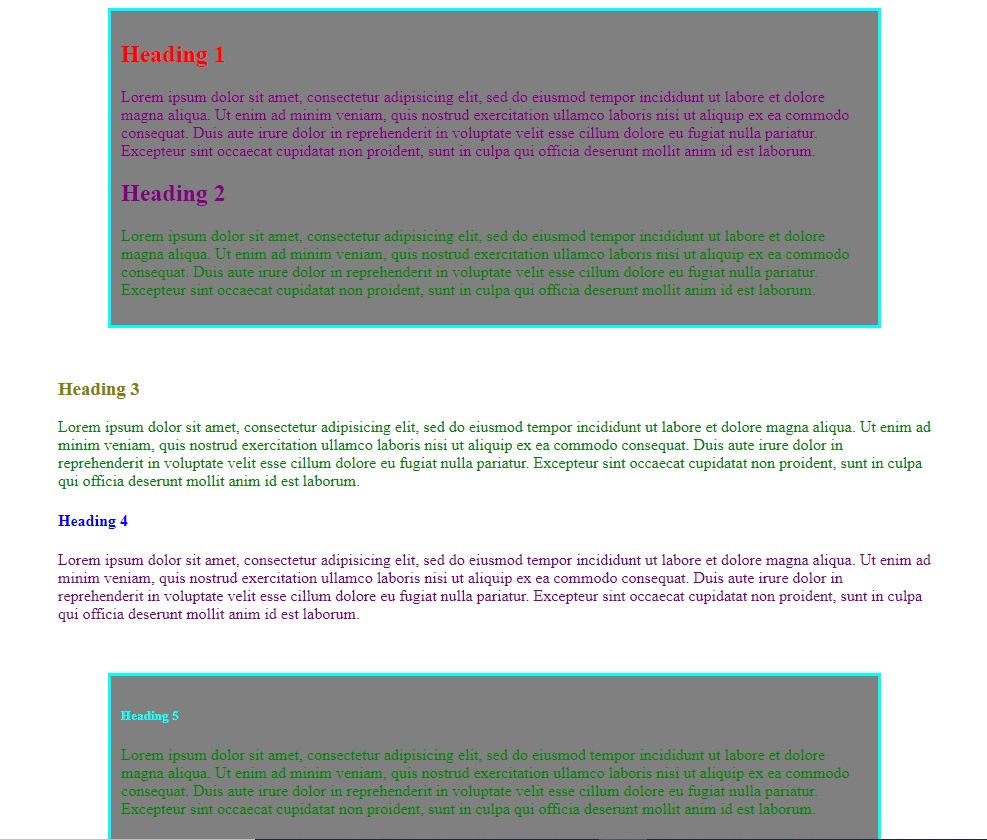 Heading 1
Lorem ipsum dolor sit amet, consectetur adipisicing elit, sed do eiusmod tempor incididunt ut labore et dolore
magna aliqua. Ut enim ad minim veniam, quis nostrud exercitation ullamco laboris nisi ut aliquip ex ea commodo
consequat. Duis aute irure dolor in reprehenderit in voluptate velit esse cillum dolore eu fugiat nulla pariatur.
Excepteur sint occaecat cupidatat non proident, sunt in culpa qui officia deserunt mollit anim id est laborum.
Heading 2
Lorem ipsum dolor sit amet, consectetur adipisicing elit, sed do eiusmod tempor incididunt ut labore et dolore
magna aliqua. Ut enim ad minim veniam, quis nostrud exercitation ullamco laboris nisi ut aliquip ex ea commodo
consequat. Duis aute irure dolor in reprehenderit in voluptate velit esse cillum dolore eu fugiat nulla pariatur.
Excepteur sint occaecat cupidatat non proident, sunt in culpa qui officia deserunt mollit anim id est laborum.
Heading 3
Lorem ipsum dolor sit amet, consectetur adipisicing elit, sed do eiusmod tempor incididunt ut labore et dolore magna aliqua. Ut enim ad
minim veniam, quis nostrud exercitation ullamco laboris nisi ut aliquip ex ea commodo consequat. Duis aute irure dolor in
reprehenderit in voluptate velit esse cillum dolore eu fugiat nulla pariatur. Excepteur sint occaecat cupidatat non proident, sunt in culpa
qui officia deserunt mollit anim id est laborum.
Heading 4
Lorem ipsum dolor sit amet, consectetur adipisicing elit, sed do eiusmod tempor incididunt ut labore et dolore magna aliqua. Ut enim ad
minim veniam, quis nostrud exercitation ullamco laboris nisi ut aliquip ex ea commodo consequat. Duis aute irure dolor in
reprehenderit in voluptate velit esse cillum dolore eu fugiat nulla pariatur. Excepteur sint occaecat cupidatat non proident, sunt in culpa
qui officia deserunt mollit anim id est laborum.
Heading 5
Lorem ipsum dolor sit amet, consectetur adipisicing elit, sed do eiusmod tempor incididunt ut labore et dolore
magna aliqua. Ut enim ad minim veniam, quis nostrud exercitation ullamco laboris nisi ut aliquip ex ea commodo
consequat. Duis aute irure dolor in reprehenderit in voluptate velit esse cillum dolore eu fugiat nulla pariatur.
Excepteur sint occaecat cupidatat non proident, sunt in culpa qui officia deserunt mollit anim id est laborum.